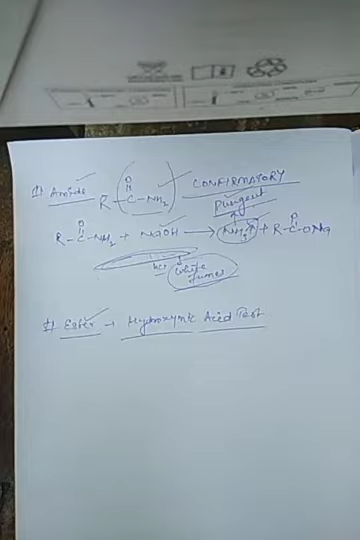 1) Amide R-C-NH2 CONFIRMATORY
O
pungent
R-C-NH2 + NaOH → NH3↑ + R-C-ONa
O O
HCl white fumes
2) Ester → Hydroxymic Acid Test